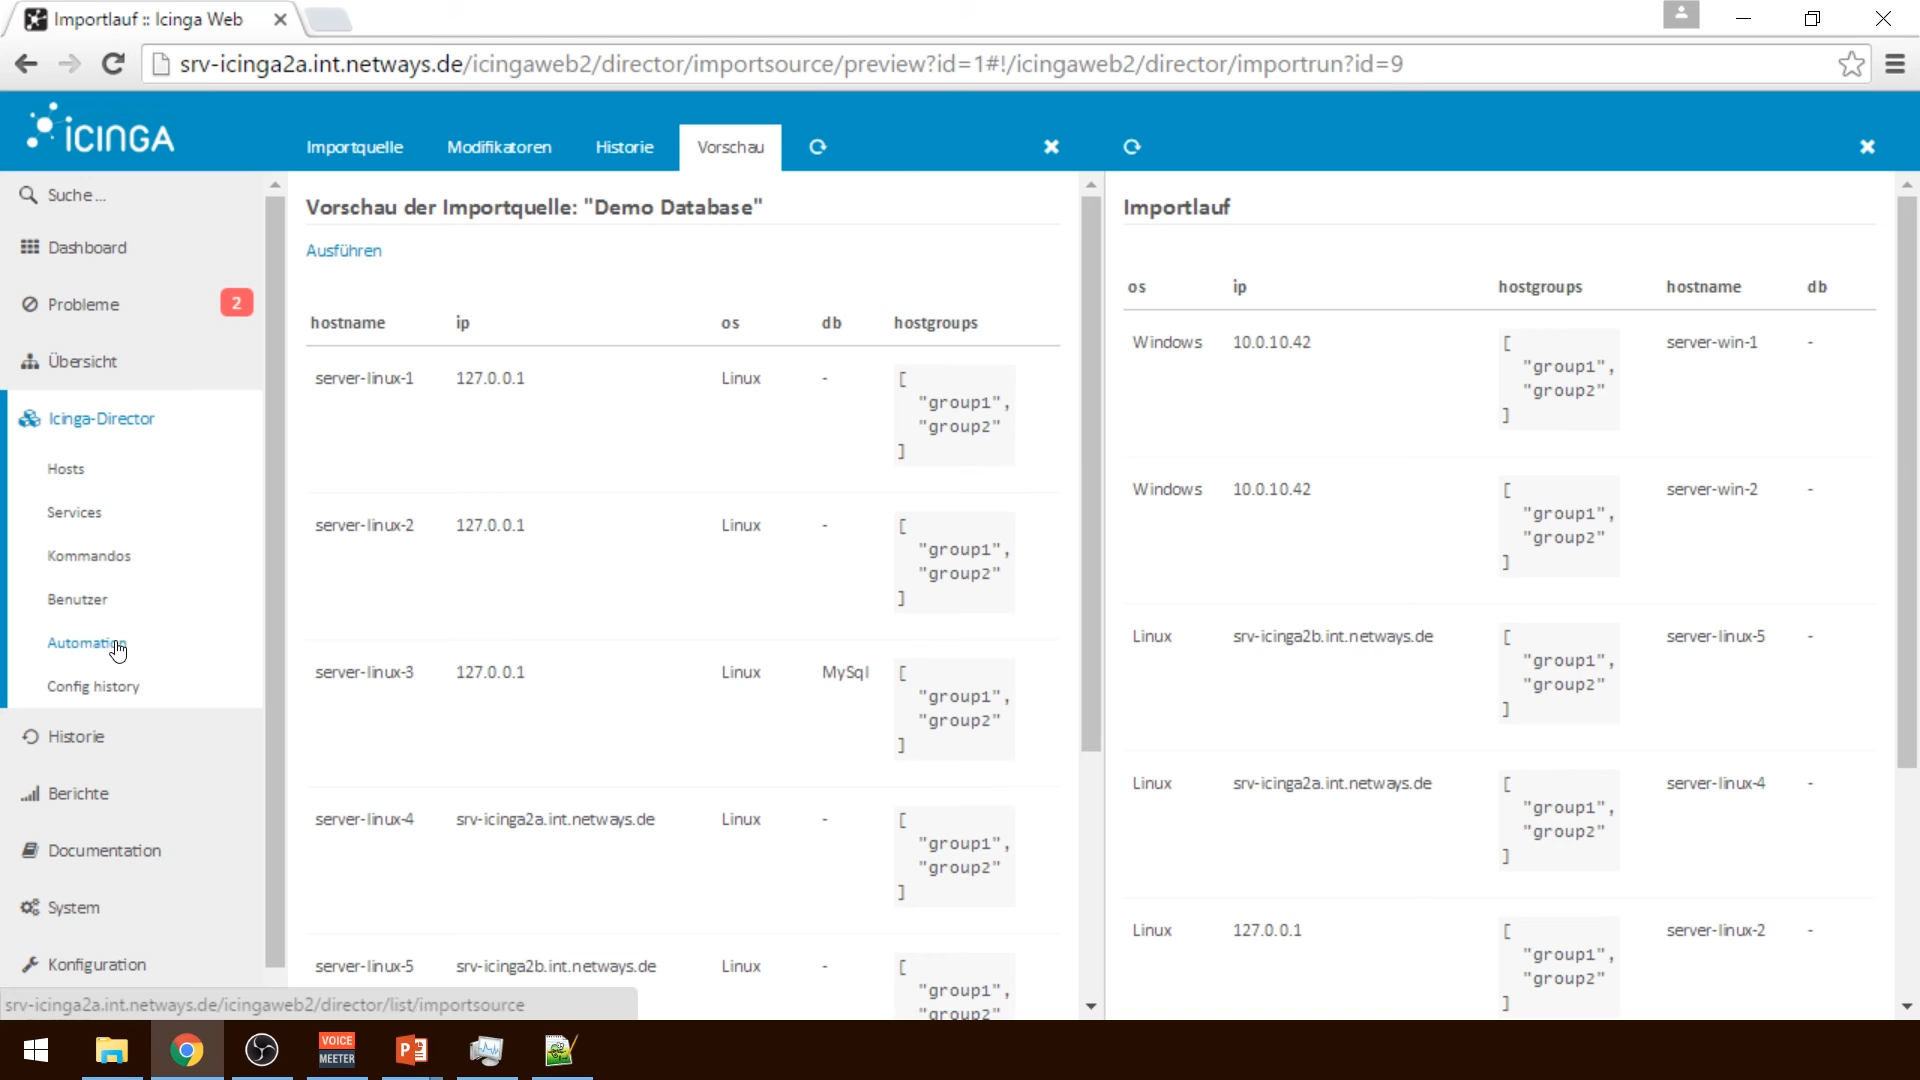 Importlauf :: Icinga Web
srv-icinga2a.int.netways.de/icingaweb2/director/importsource/preview?id=1#!/icingaweb2/director/importrun?id=9
ICINGA
Importquelle Modifikatoren Historie Vorschau
Suche ...
Dashboard
Probleme 2
Übersicht
Icinga-Director
Hosts
Services
Kommandos
Benutzer
Automation
Config history
Historie
Berichte
Documentation
System
Konfiguration
srv-icinga2a.int.netways.de/icingaweb2/director/list/importsource
Vorschau der Importquelle: "Demo Database"
Ausführen
hostname ip os db hostgroups
server-linux-1 127.0.0.1 Linux - [
"group1",
"group2"
]
server-linux-2 127.0.0.1 Linux - [
"group1",
"group2"
]
server-linux-3 127.0.0.1 Linux MySql [
"group1",
"group2"
]
server-linux-4 srv-icinga2a.int.netways.de Linux - [
"group1",
"group2"
]
server-linux-5 srv-icinga2b.int.netways.de Linux - [
"group1",
"group2"
Importlauf
os ip hostgroups hostname db
Windows 10.0.10.42 [ server-win-1 -
"group1",
"group2"
]
Windows 10.0.10.42 [ server-win-2 -
"group1",
"group2"
]
Linux srv-icinga2b.int.netways.de [ server-linux-5 -
"group1",
"group2"
]
Linux srv-icinga2a.int.netways.de [ server-linux-4 -
"group1",
"group2"
]
Linux 127.0.0.1 [ server-linux-2 -
"group1",
"group2"
]
VOICE
MEETER
P